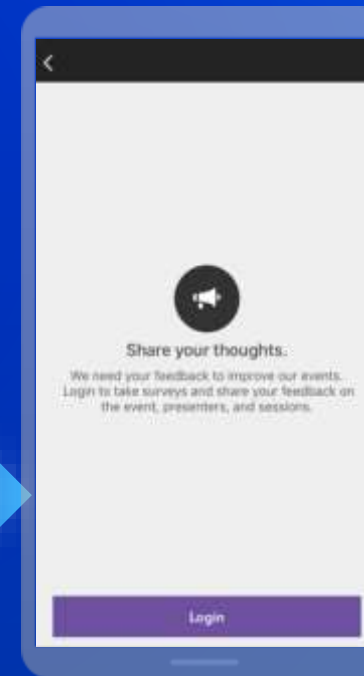 Share your thoughts.
We need your feedback to improve our events.
Login to take surveys and share your feedback on
the event, presenters, and sessions.
Login